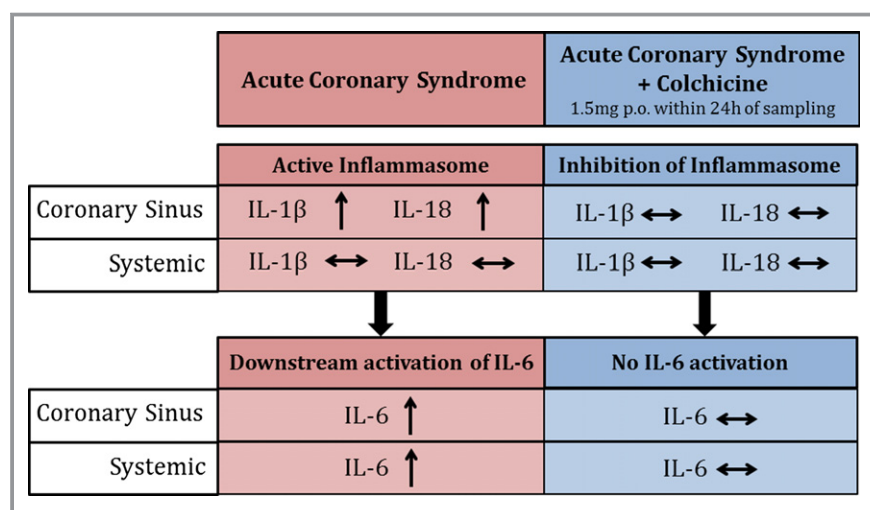 Acute Coronary Syndrome
Acute Coronary Syndrome
+ Colchicine
1.5mg p.o. within 24h of sampling
Active Inflammasome
Inhibition of Inflammasome
Coronary Sinus
IL-1β ↑ IL-18 ↑
IL-1β ↔ IL-18 ↔
Systemic
IL-1β ↔ IL-18 ↔
IL-1β ↔ IL-18 ↔
Downstream activation of IL-6
No IL-6 activation
Coronary Sinus
IL-6 ↑
IL-6 ↔
Systemic
IL-6 ↑
IL-6 ↔